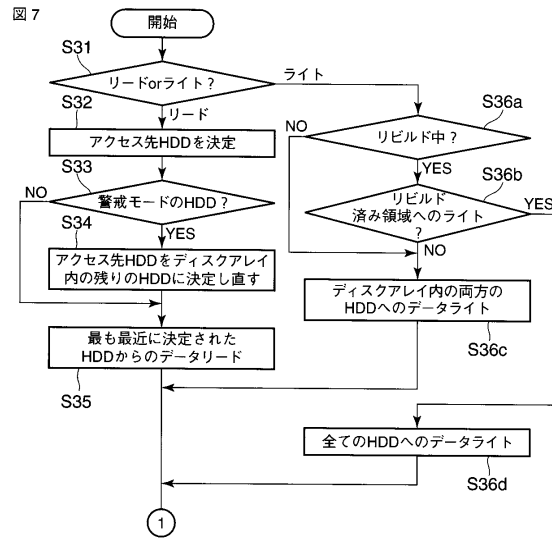 図7
開始
S31
リードorライト？
ライト
リード
S32
アクセス先HDDを決定
S33
警戒モードのHDD？
NO
YES
S34
アクセス先HDDをディスクアレイ
内の残りのHDDに決定し直す
最も最近に決定された
HDDからのデータリード
S35
S36a
リビルド中？
NO
YES
S36b
リビルド
済み領域へのライト
？
YES
NO
ディスクアレイ内の両方の
HDDへのデータライト
S36c
全てのHDDへのデータライト
S36d
1